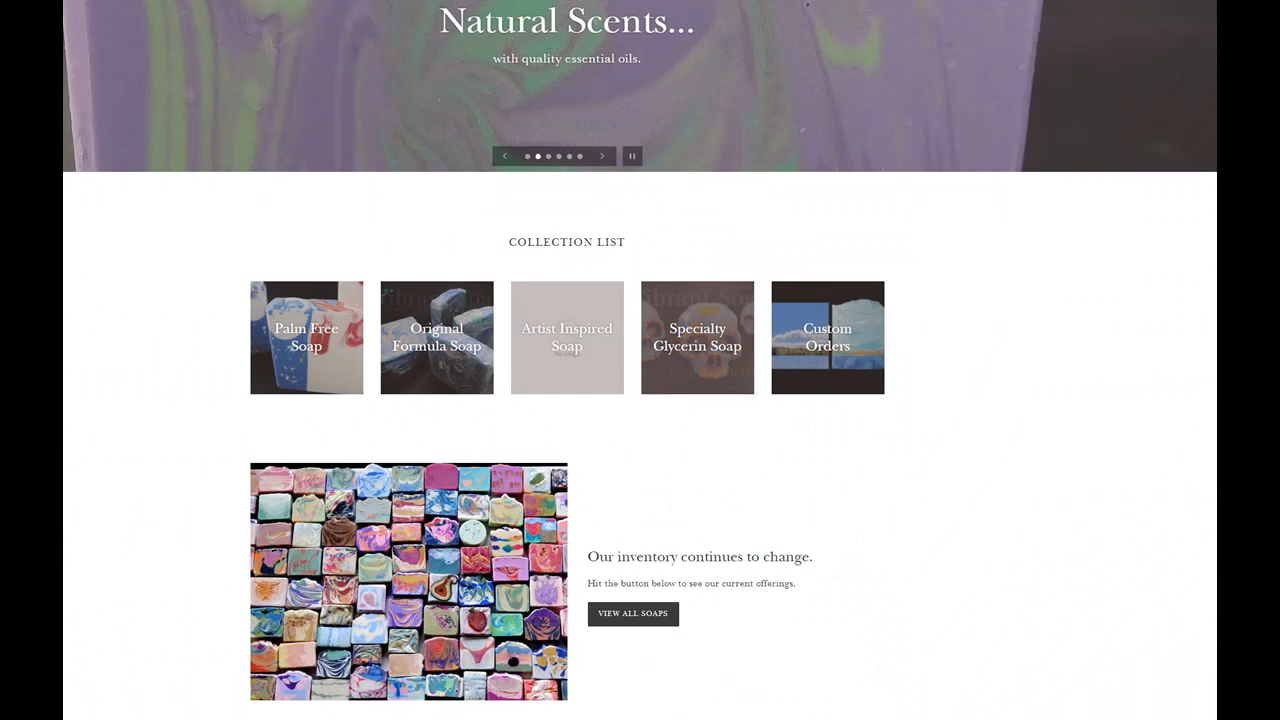 Natural Scents...
with quality essential oils.
COLLECTION LIST
Palm Free
Soap
Original
Formula Soap
Artist Inspired
Soap
Specialty
Glycerin Soap
Custom
Orders
Our inventory continues to change.
Hit the button below to see our current offerings.
VIEW ALL SOAPS